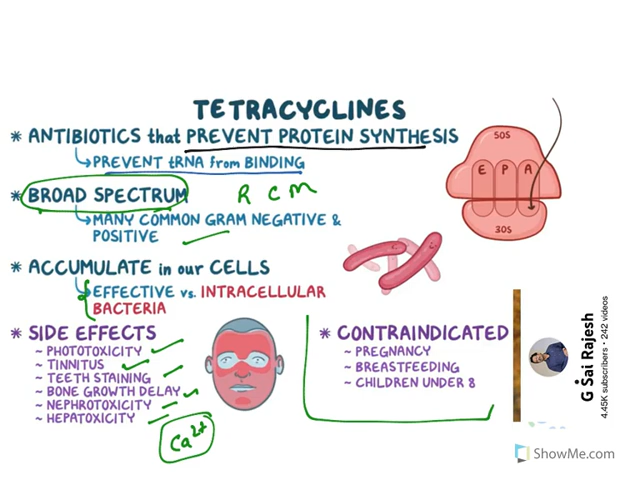 TETRACYCLINES
* ANTIBIOTICS that PREVENT PROTEIN SYNTHESIS
PREVENT tRNA from BINDING
* BROAD SPECTRUM
R C M
MANY COMMON GRAM NEGATIVE &
POSITIVE
* ACCUMULATE in our CELLS
EFFECTIVE vs. INTRACELLULAR
BACTERIA
* SIDE EFFECTS
~ PHOTOTOXICITY
~ TINNITUS
~ TEETH STAINING
~ BONE GROWTH DELAY
~ NEPHROTOXICITY
~ HEPATOXICITY
Ca2+
50S
E P A
30S
* CONTRAINDICATED
~ PREGNANCY
~ BREASTFEEDING
~ CHILDREN UNDER 8
G Sai Rajesh
4.45K subscribers • 242 videos
ShowMe.com